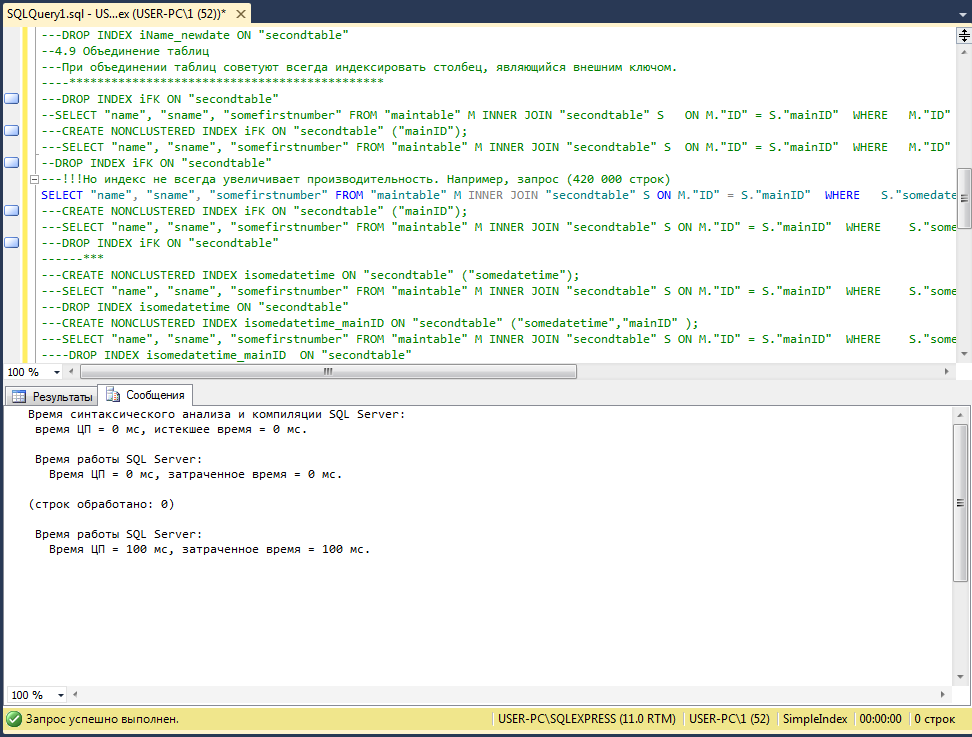 SQLQuery1.sql - US...ex (USER-PC\1 (52))*
---DROP INDEX iName_newdate ON "secondtable"
--4.9 Объединение таблиц
---При объединении таблиц советуют всегда индексировать столбец, являющийся внешним ключом.
----*********************************************
---DROP INDEX iFK ON "secondtable"
--SELECT "name", "sname", "somefirstnumber" FROM "maintable" M INNER JOIN "secondtable" S   ON M."ID" = S."mainID"  WHERE   M."ID"
---CREATE NONCLUSTERED INDEX iFK ON "secondtable" ("mainID");
---SELECT "name", "sname", "somefirstnumber" FROM "maintable" M INNER JOIN "secondtable" S  ON M."ID" = S."mainID"  WHERE   M."ID"
--DROP INDEX iFK ON "secondtable"
---!!!Но индекс не всегда увеличивает производительность. Например, запрос (420 000 строк)
SELECT "name", "sname", "somefirstnumber" FROM "maintable" M INNER JOIN "secondtable" S ON M."ID" = S."mainID"  WHERE   S."somedate
---CREATE NONCLUSTERED INDEX iFK ON "secondtable" ("mainID");
---SELECT "name", "sname", "somefirstnumber" FROM "maintable" M INNER JOIN "secondtable" S ON M."ID" = S."mainID"  WHERE    S."some
---DROP INDEX iFK ON "secondtable"
------***
---CREATE NONCLUSTERED INDEX isomedatetime ON "secondtable" ("somedatetime");
---SELECT "name", "sname", "somefirstnumber" FROM "maintable" M INNER JOIN "secondtable" S ON M."ID" = S."mainID"  WHERE    S."some
---DROP INDEX isomedatetime ON "secondtable"
---CREATE NONCLUSTERED INDEX isomedatetime_mainID ON "secondtable" ("somedatetime","mainID" );
---SELECT "name", "sname", "somefirstnumber" FROM "maintable" M INNER JOIN "secondtable" S ON M."ID" = S."mainID"  WHERE    S."some
----DROP INDEX isomedatetime_mainID  ON "secondtable"
100 %
Результаты Сообщения
Время синтаксического анализа и компиляции SQL Server:
время ЦП = 0 мс, истекшее время = 0 мс.
Время работы SQL Server:
Время ЦП = 0 мс, затраченное время = 0 мс.
(строк обработано: 0)
Время работы SQL Server:
Время ЦП = 100 мс, затраченное время = 100 мс.
100 %
Запрос успешно выполнен. USER-PC\SQLEXPRESS (11.0 RTM) USER-PC\1 (52) SimpleIndex 00:00:00 0 строк